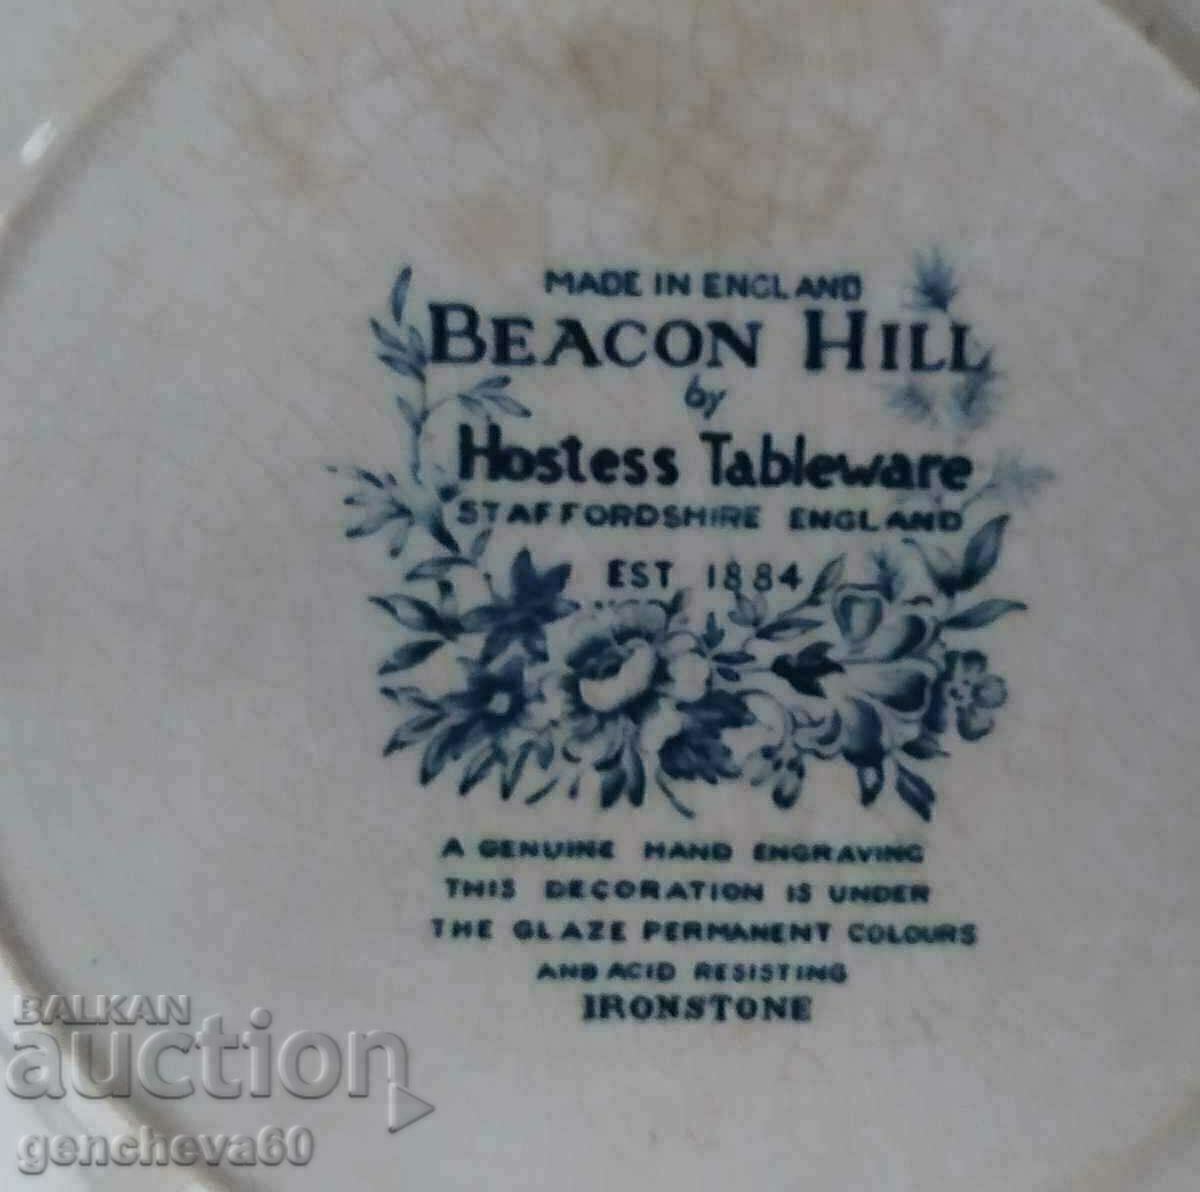 MADE IN ENGLAND
BEACON HILL
by
Hostess Tableware
STAFFORDSHIRE ENGLAND
EST 1884
A GENUINE HAND ENGRAVING
THIS DECORATION IS UNDER
THE GLAZE PERMANENT COLOURS
AND ACID RESISTING
IRONSTONE
BALKAN
auction
gencheva60